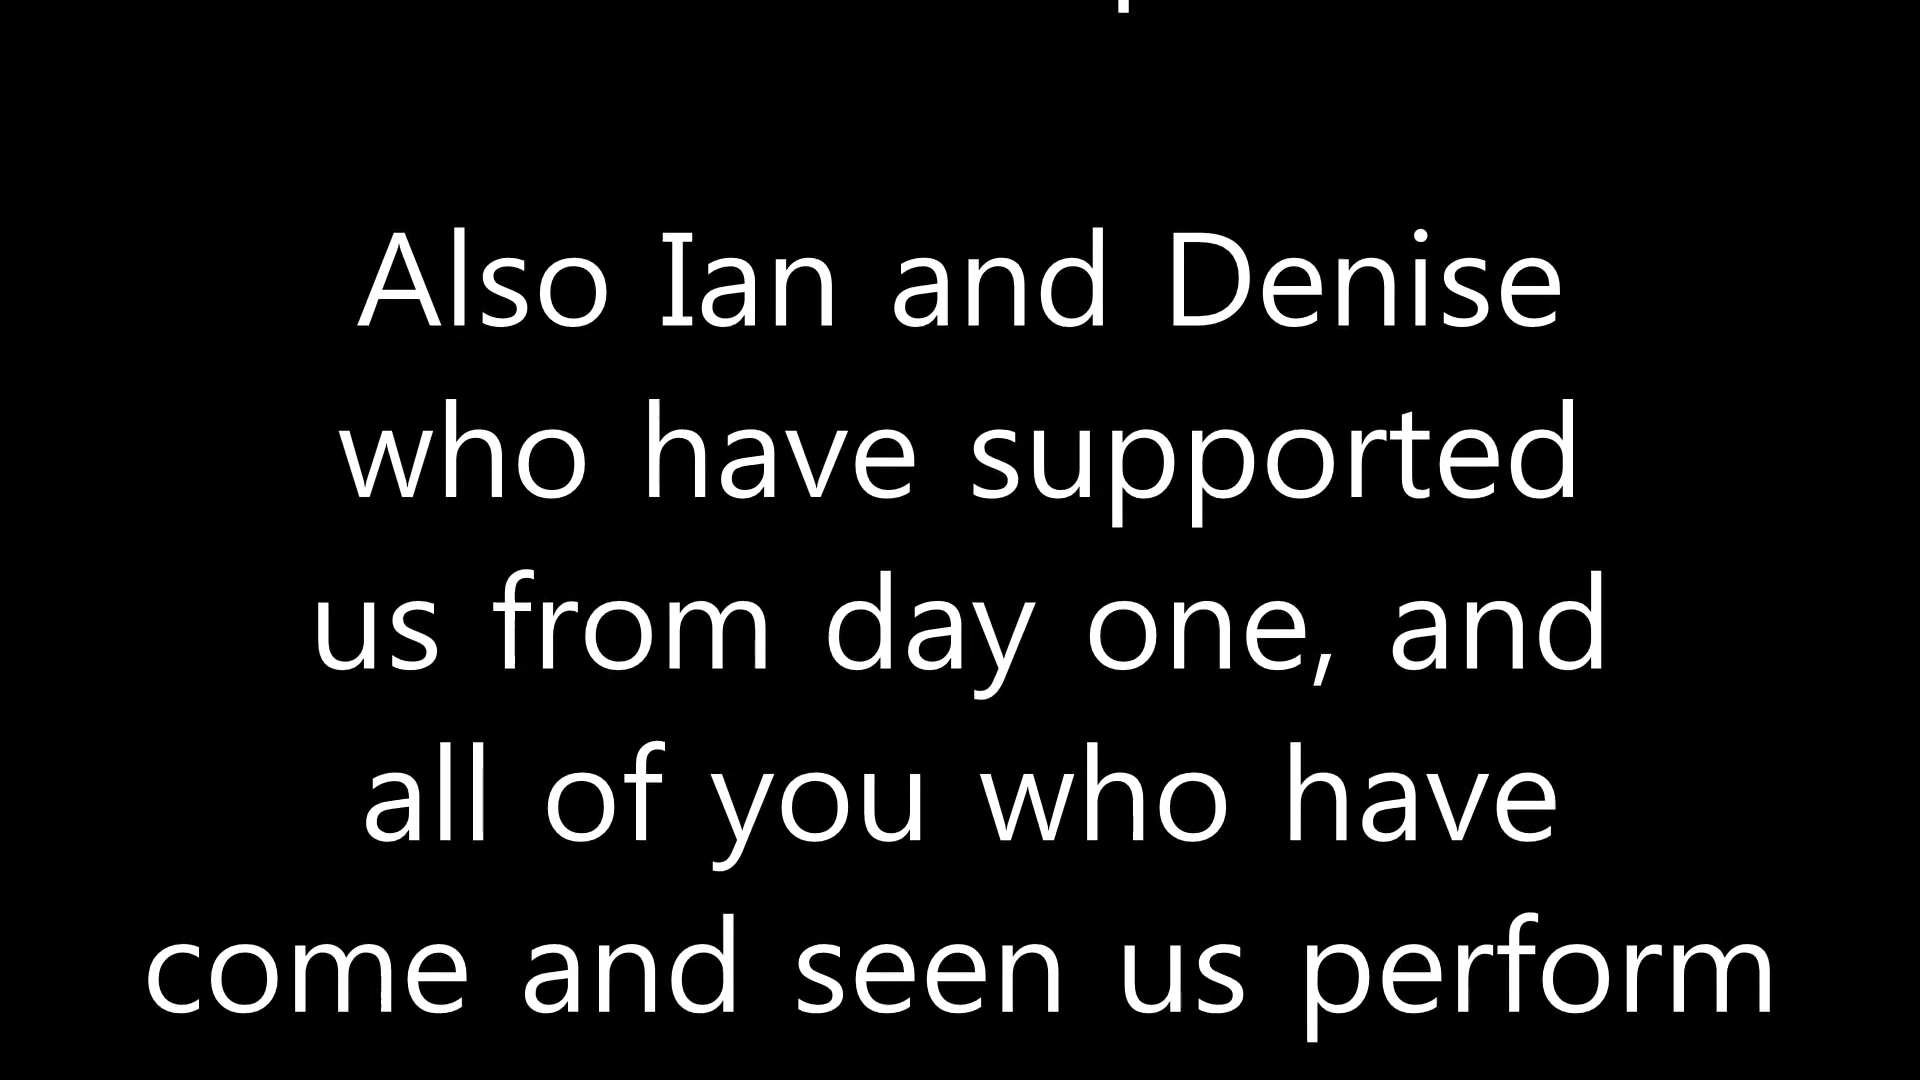 Also Ian and Denise
who have supported
us from day one, and
all of you who have
come and seen us perform